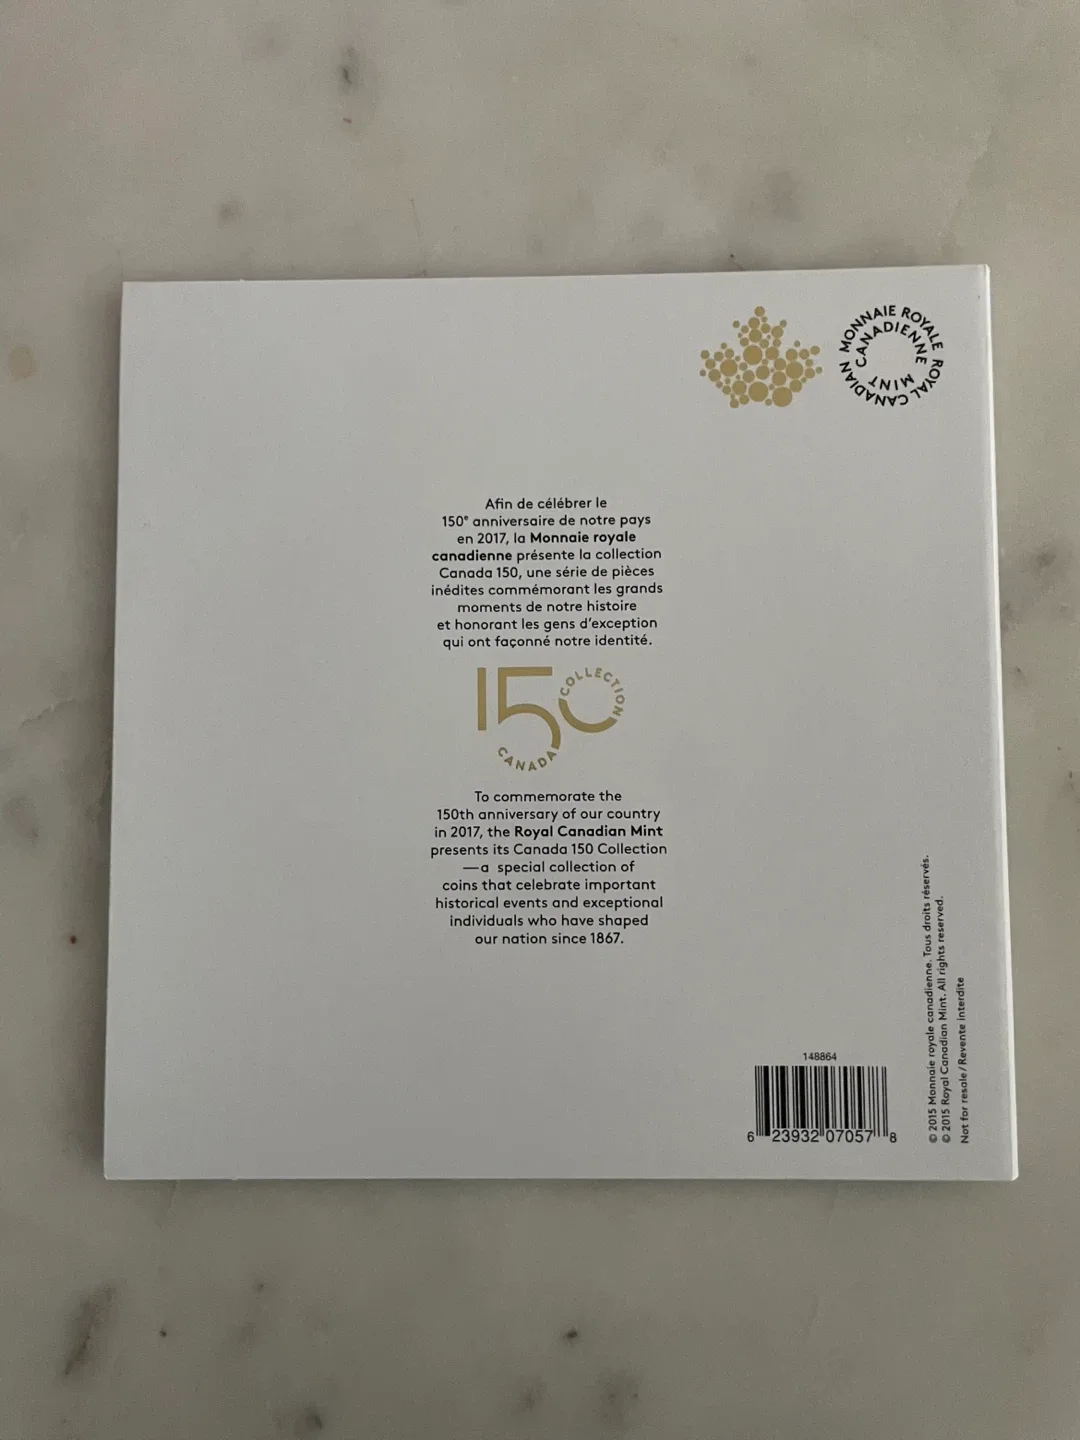 MONNAIE ROYALE
CANADIENNE
ROYAL CANADIAN
MINT
Afin de célébrer le
150e anniversaire de notre pays
en 2017, la Monnaie royale
canadienne présente la collection
Canada 150, une série de pièces
inédites commémorant les grands
moments de notre histoire
et honorant les gens d'exception
qui ont façonné notre identité.
150
COLLECTION
CANADA
To commemorate the
150th anniversary of our country
in 2017, the Royal Canadian Mint
presents its Canada 150 Collection
—a special collection of
coins that celebrate important
historical events and exceptional
individuals who have shaped
our nation since 1867.
148864
6 23932 07057 8
© 2015 Monnaie royale canadienne. Tous droits réservés.
© 2015 Royal Canadian Mint. All rights reserved.
Not for resale / Revente interdite